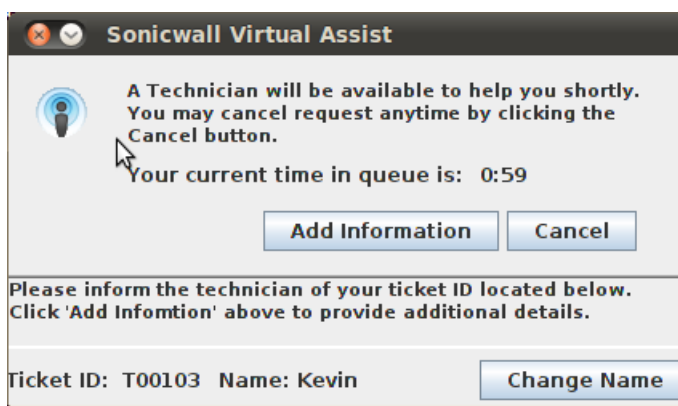 Sonicwall Virtual Assist
A Technician will be available to help you shortly.
You may cancel request anytime by clicking the
Cancel button.
Your current time in queue is: 0:59
Add Information Cancel
Please inform the technician of your ticket ID located below.
Click 'Add Infomtion' above to provide additional details.
Ticket ID: T00103 Name: Kevin Change Name